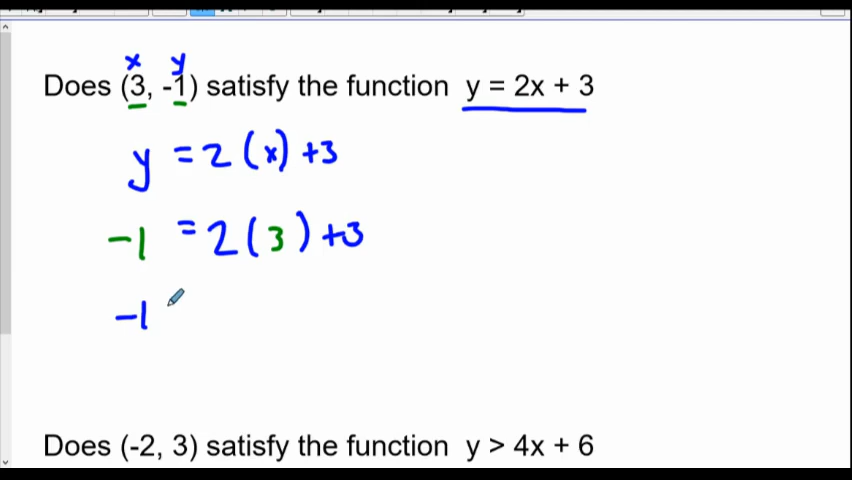 x y
Does (3, -1) satisfy the function y = 2x + 3
y = 2(x) +3
-1 = 2(3) +3
-1
Does (-2, 3) satisfy the function y > 4x + 6